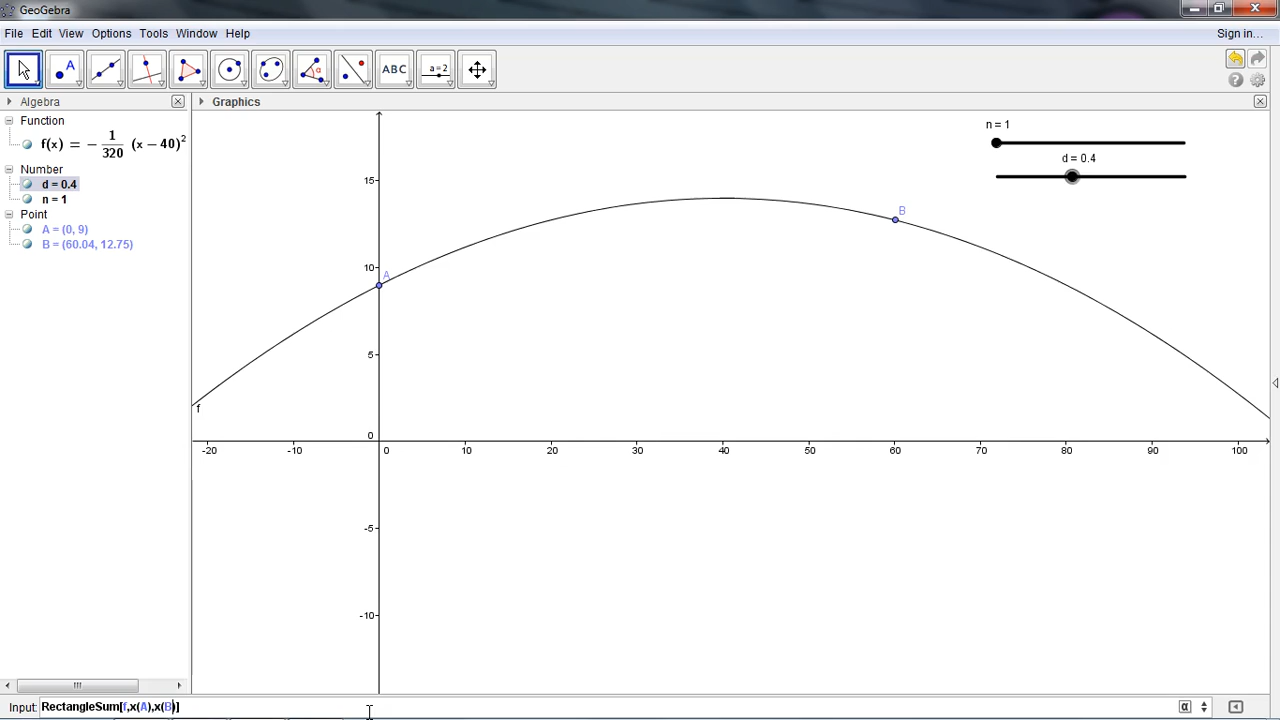 GeoGebra
File Edit View Options Tools Window Help
Sign in...
A
α
ABC
a = 2
Algebra
Graphics
Function
f(x) = − 1/320 (x − 40)²
Number
d = 0.4
n = 1
Point
A = (0, 9)
B = (60.04, 12.75)
n = 1
d = 0.4
15
10
5
0
-5
-10
-20 -10 0 10 20 30 40 50 60 70 80 90 100
A
B
f
Input: RectangleSum[f,x(A),x(B)]
α